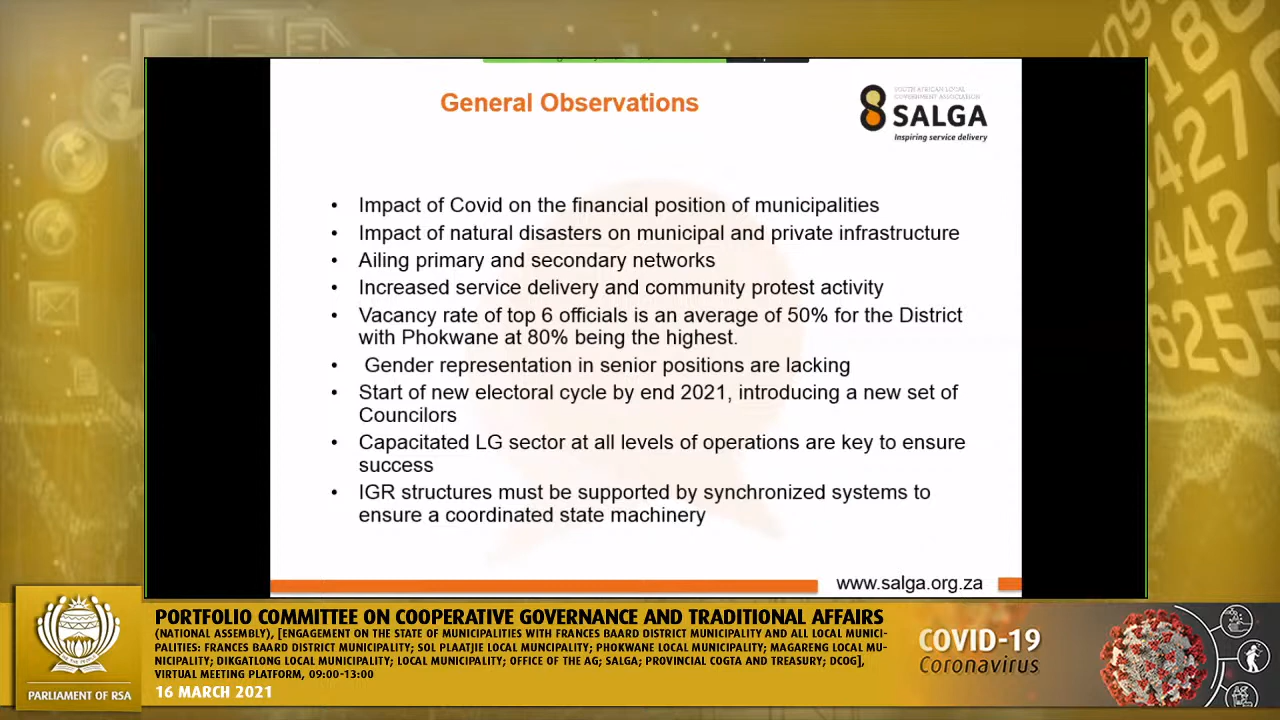 General Observations
SOUTH AFRICAN LOCAL
GOVERNMENT ASSOCIATION
SALGA
Inspiring service delivery
• Impact of Covid on the financial position of municipalities
• Impact of natural disasters on municipal and private infrastructure
• Ailing primary and secondary networks
• Increased service delivery and community protest activity
• Vacancy rate of top 6 officials is an average of 50% for the District
with Phokwane at 80% being the highest.
• Gender representation in senior positions are lacking
• Start of new electoral cycle by end 2021, introducing a new set of
Councilors
• Capacitated LG sector at all levels of operations are key to ensure
success
• IGR structures must be supported by synchronized systems to
ensure a coordinated state machinery
www.salga.org.za
PORTFOLIO COMMITTEE ON COOPERATIVE GOVERNANCE AND TRADITIONAL AFFAIRS
(NATIONAL ASSEMBLY), [ENGAGEMENT ON THE STATE OF MUNICIPALITIES WITH FRANCES BAARD DISTRICT MUNICIPALITY AND ALL LOCAL MUNICI-
PALITIES: FRANCES BAARD DISTRICT MUNICIPALITY; SOL PLAATJIE LOCAL MUNCIPALITY; PHOKWANE LOCAL MUNICIPALITY; MAGARENG LOCAL MU-
NICIPALITY; DIKGATLONG LOCAL MUNICIPALITY; LOCAL MUNICIPALITY; OFFICE OF THE AG; SALGA; PROVINCIAL COGTA AND TREASURY; DCOG],
VIRTUAL MEETING PLATFORM, 09:00-13:00
16 MARCH 2021
PARLIAMENT OF RSA
COVID-19
Coronavirus